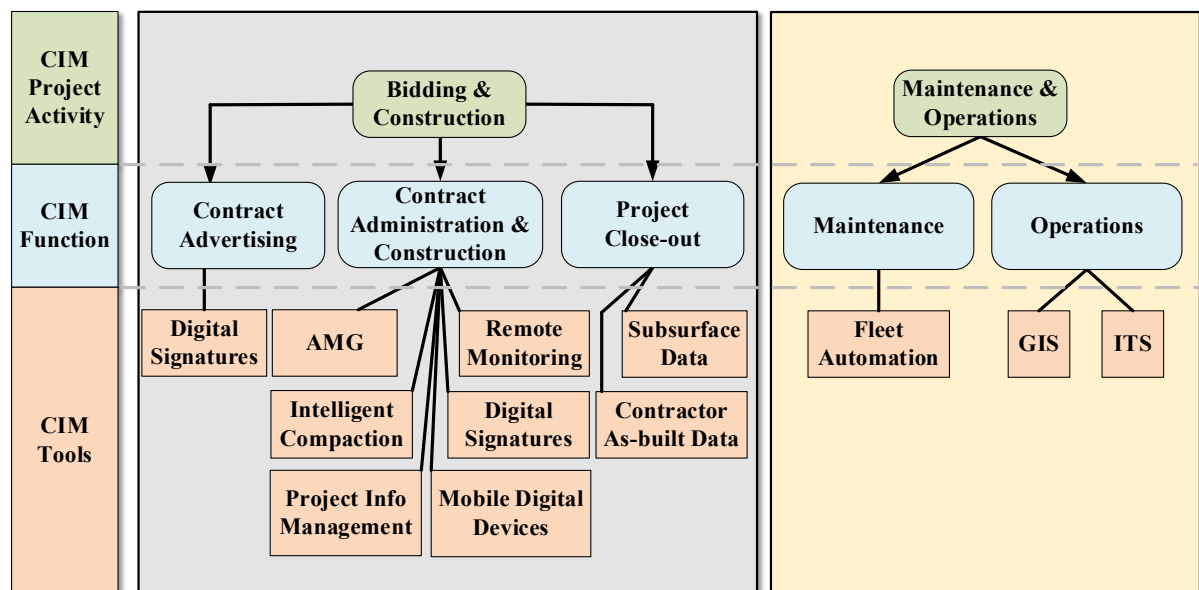 CIM
Project
Activity
Bidding &
Construction
Maintenance &
Operations
CIM
Function
Contract
Advertising
Contract
Administration &
Construction
Project
Close-out
Maintenance
Operations
CIM
Tools
Digital
Signatures
AMG
Remote
Monitoring
Subsurface
Data
Fleet
Automation
GIS
ITS
Intelligent
Compaction
Digital
Signatures
Contractor
As-built Data
Project Info
Management
Mobile Digital
Devices